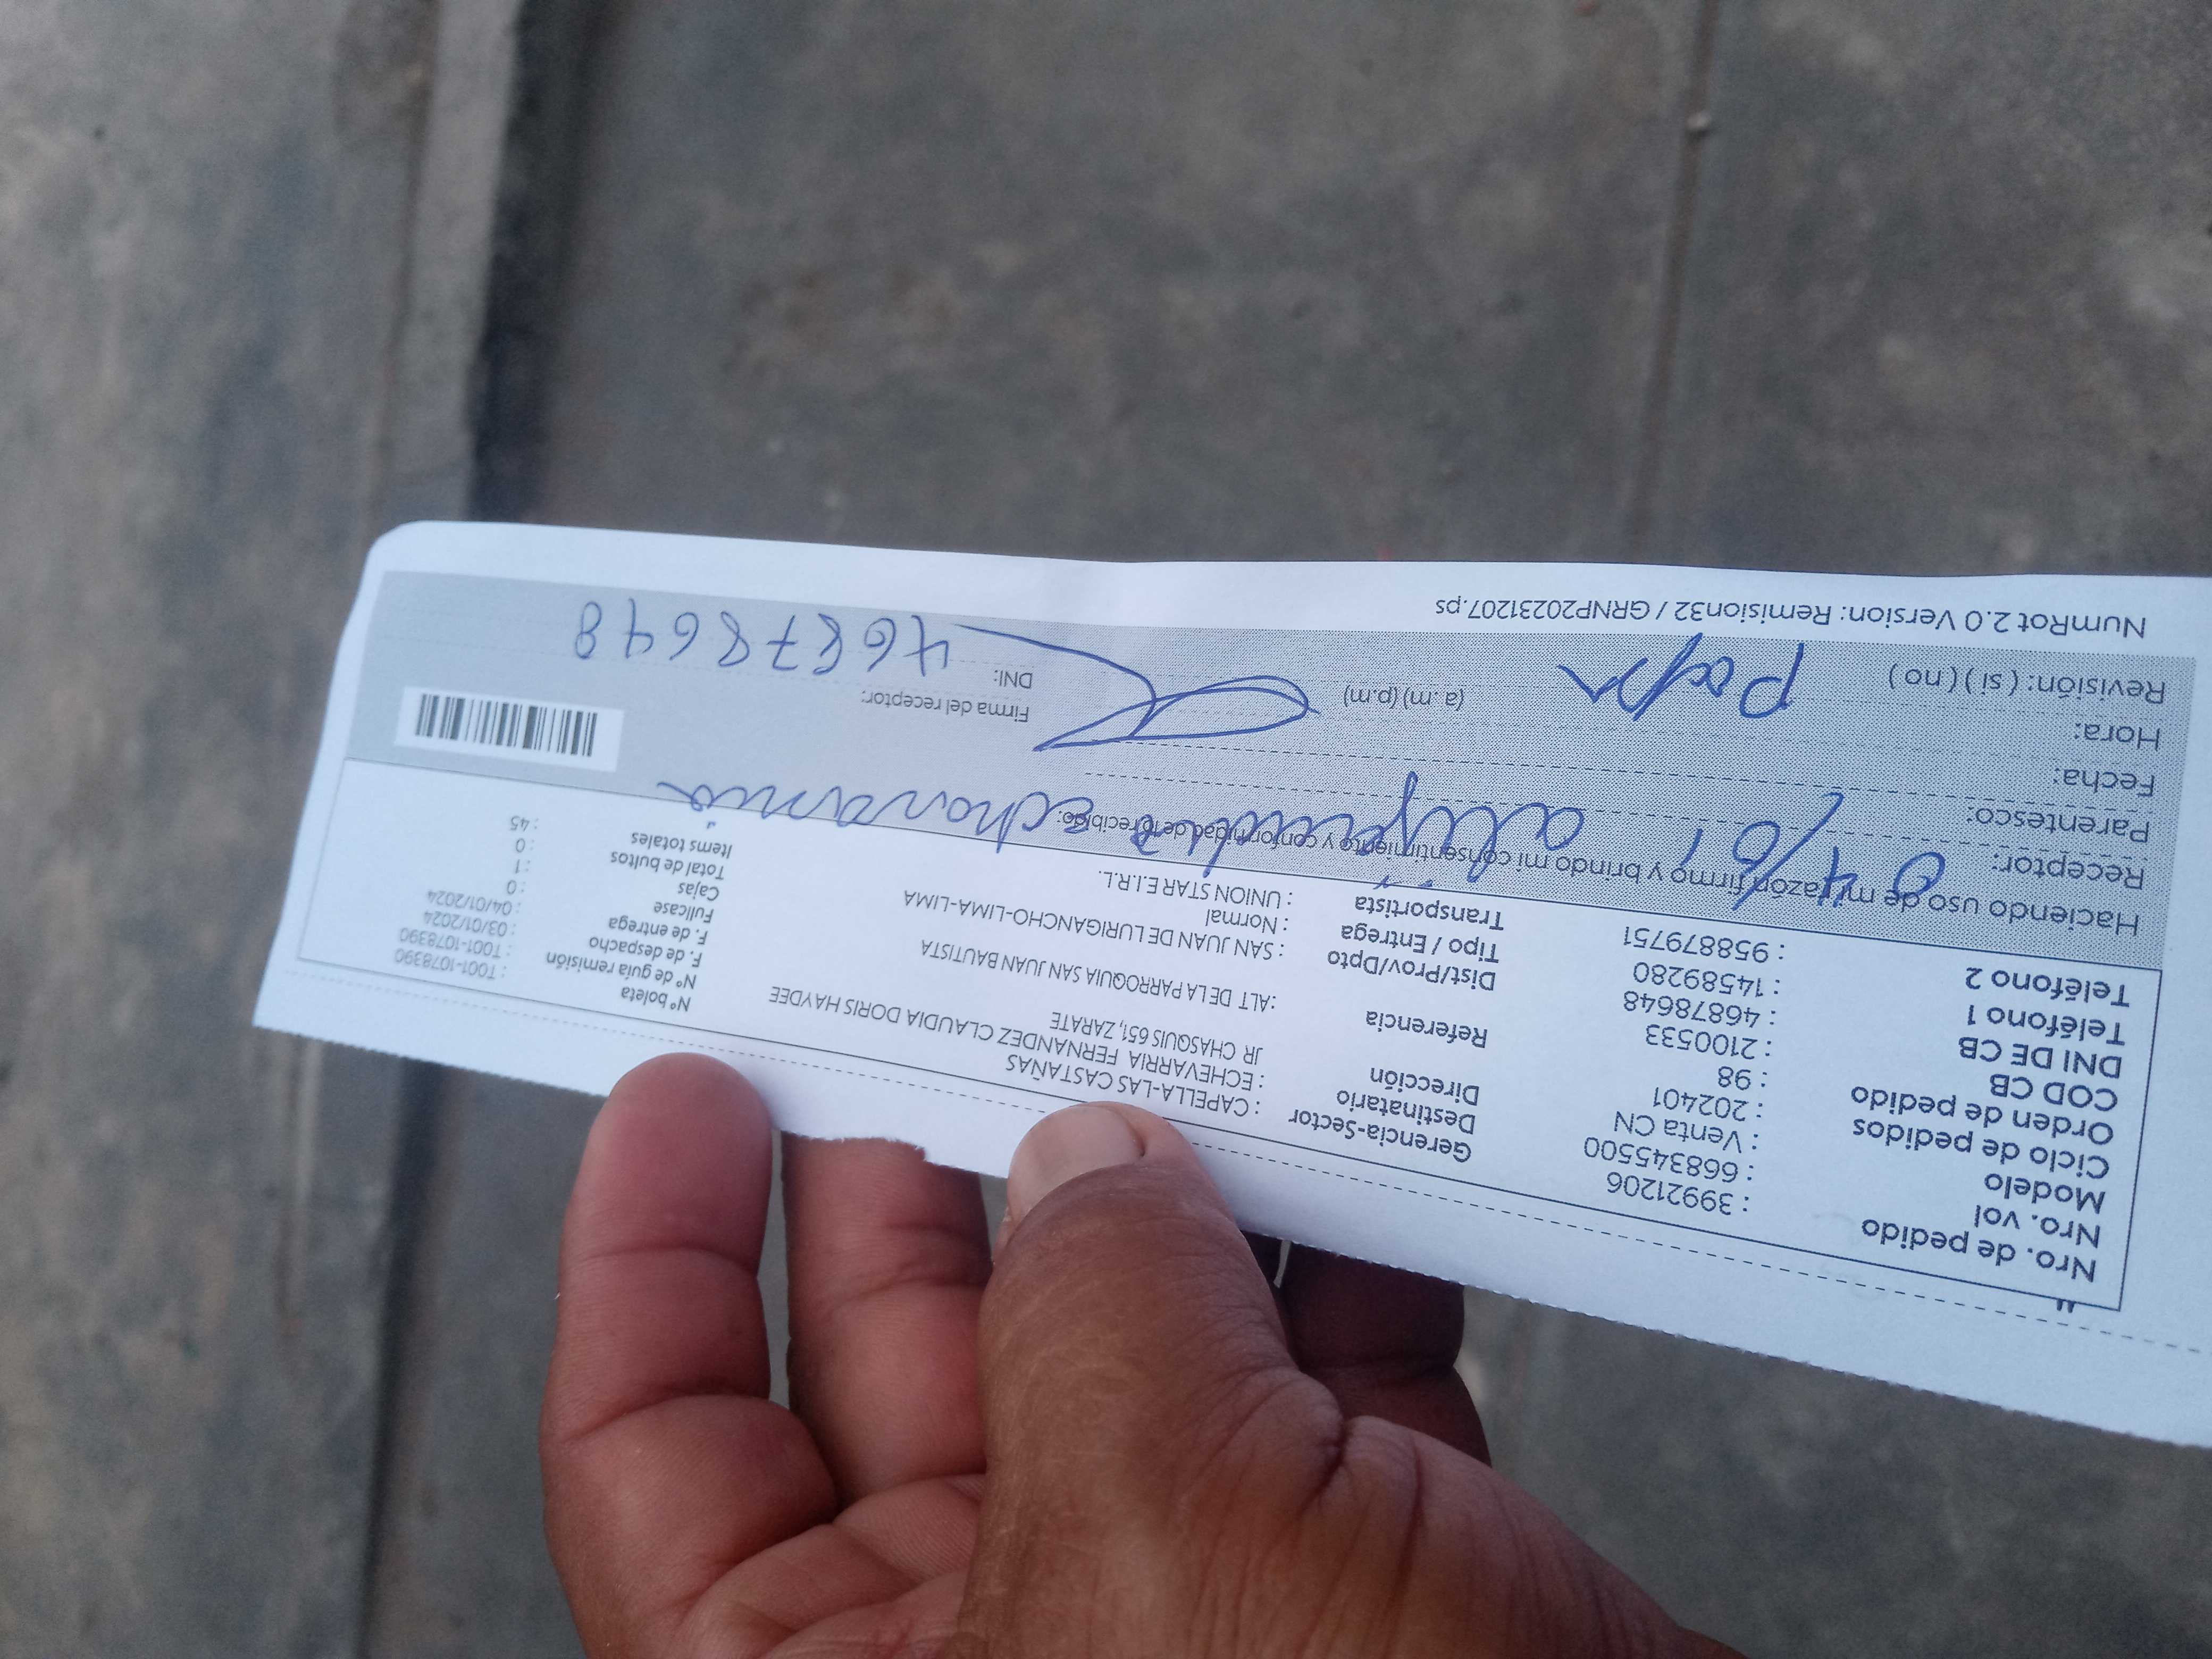 Nro. de pedido : 39921206
Nro. vol : 668345500
Modelo : Venta CN
Ciclo de pedidos : 202401
Orden de pedido : 98
COD CB : 2100533
DNI DE CB : 46878648
Teléfono 1 : 14589280
Teléfono 2 : 958879751
Gerencia-Sector : CAPELLA-LAS CASTAÑAS
Destinatario : ECHEVARRIA FERNANDEZ CLAUDIA DORIS HAYDEE
Dirección JR CHASQUIS 651, ZARATE
Referencia :ALT DE LA PARROQUIA SAN JUAN BAUTISTA
Dist/Prov/Dpto : SAN JUAN DE LURIGANCHO-LIMA-LIMA
Tipo / Entrega : Normal
Transportista : UNION STAR E.I.R.L.
Nº boleta : T001-1078390
Nº de guía remisión : T001-1078390
F. de despacho : 03/01/2024
F. de entrega : 04/01/2024
Fullcase : 0
Cajas : 1
Total de bultos : 0
Items totales : 45
Haciendo uso de mi razón firmo y brindo mi consentimiento y conformidad de lo recibido:
Receptor:
Parentesco:
Fecha: 04/01
Hora: (a.m) (p.m)
Revisión: ( si ) ( no )
Firma del receptor:
DNI: 46878648
NumRot 2.0 Version: Remision32 / GRNP20231207.ps